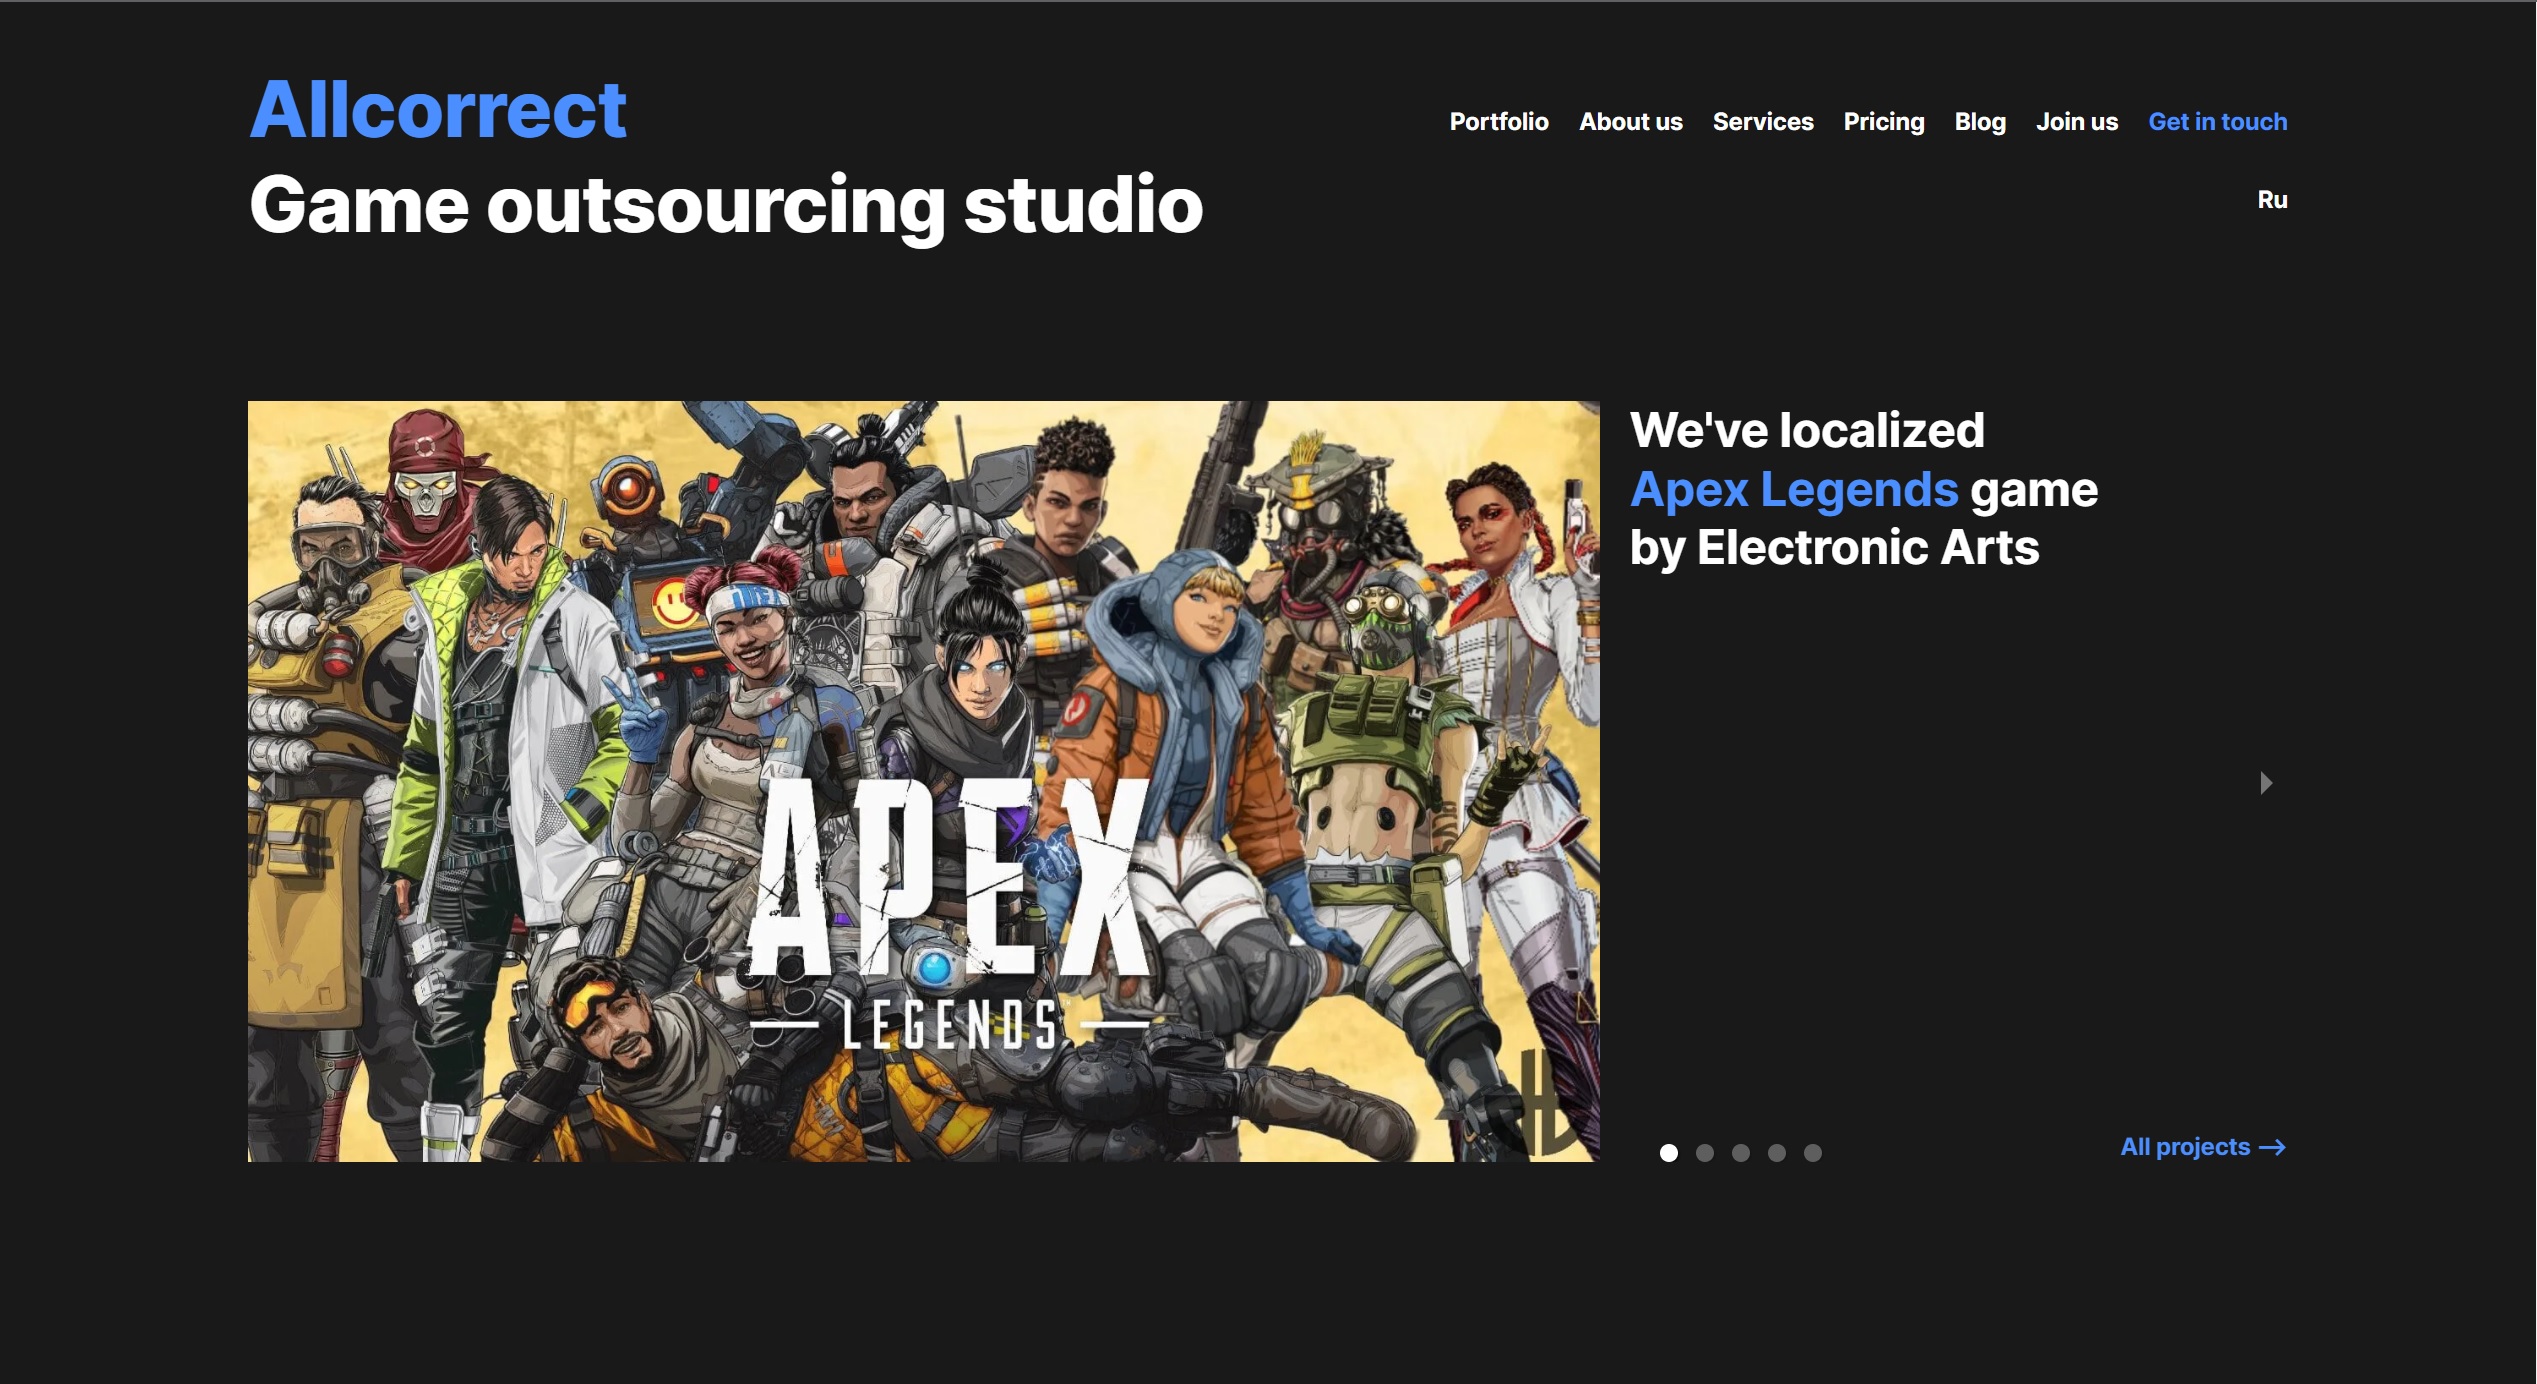 Allcorrect
Game outsourcing studio
Portfolio About us Services Pricing Blog Join us Get in touch
Ru
We've localized
Apex Legends game
by Electronic Arts
APEX
LEGENDS™
All projects →